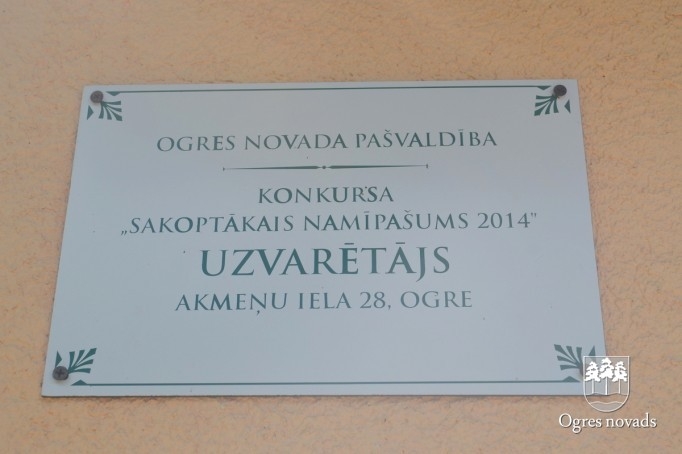 OGRES NOVADA PAŠVALDĪBA
KONKURSA
„SAKOPTĀKAIS NAMĪPAŠUMS 2014"
UZVARĒTĀJS
AKMEŅU IELA 28, OGRE
Ogres novads